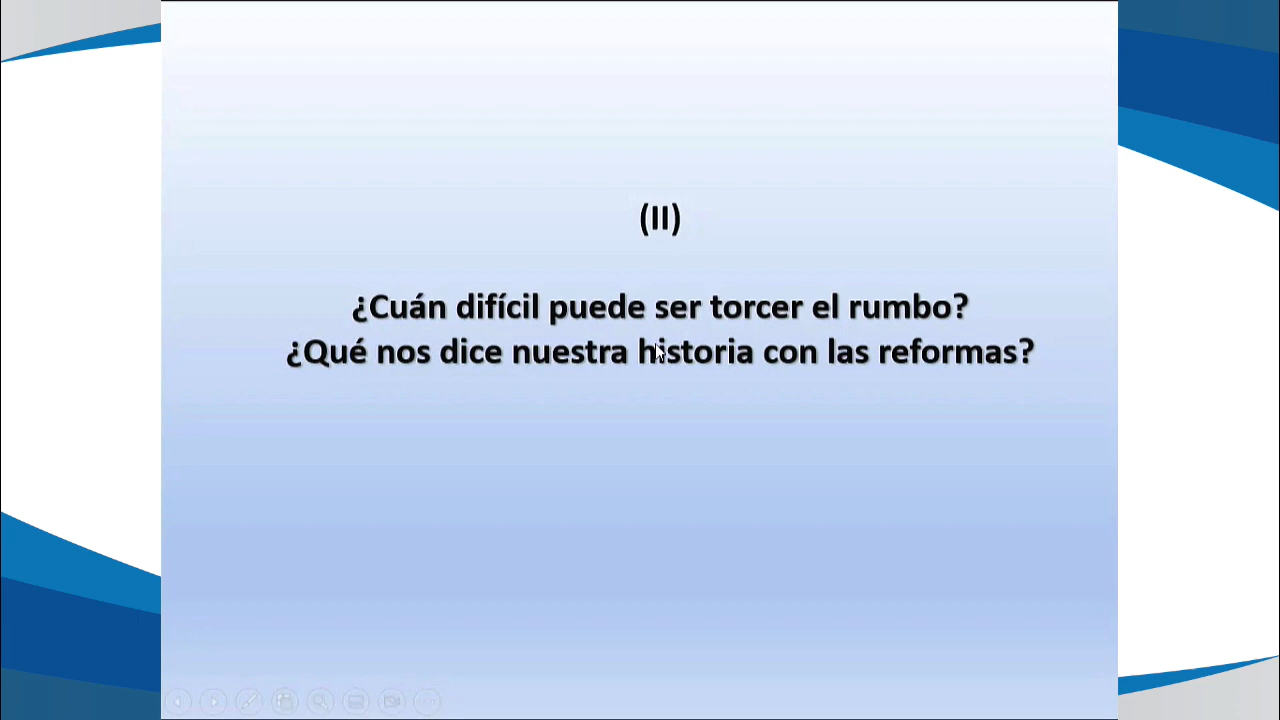 (II)
¿Cuán difícil puede ser torcer el rumbo?
¿Qué nos dice nuestra historia con las reformas?